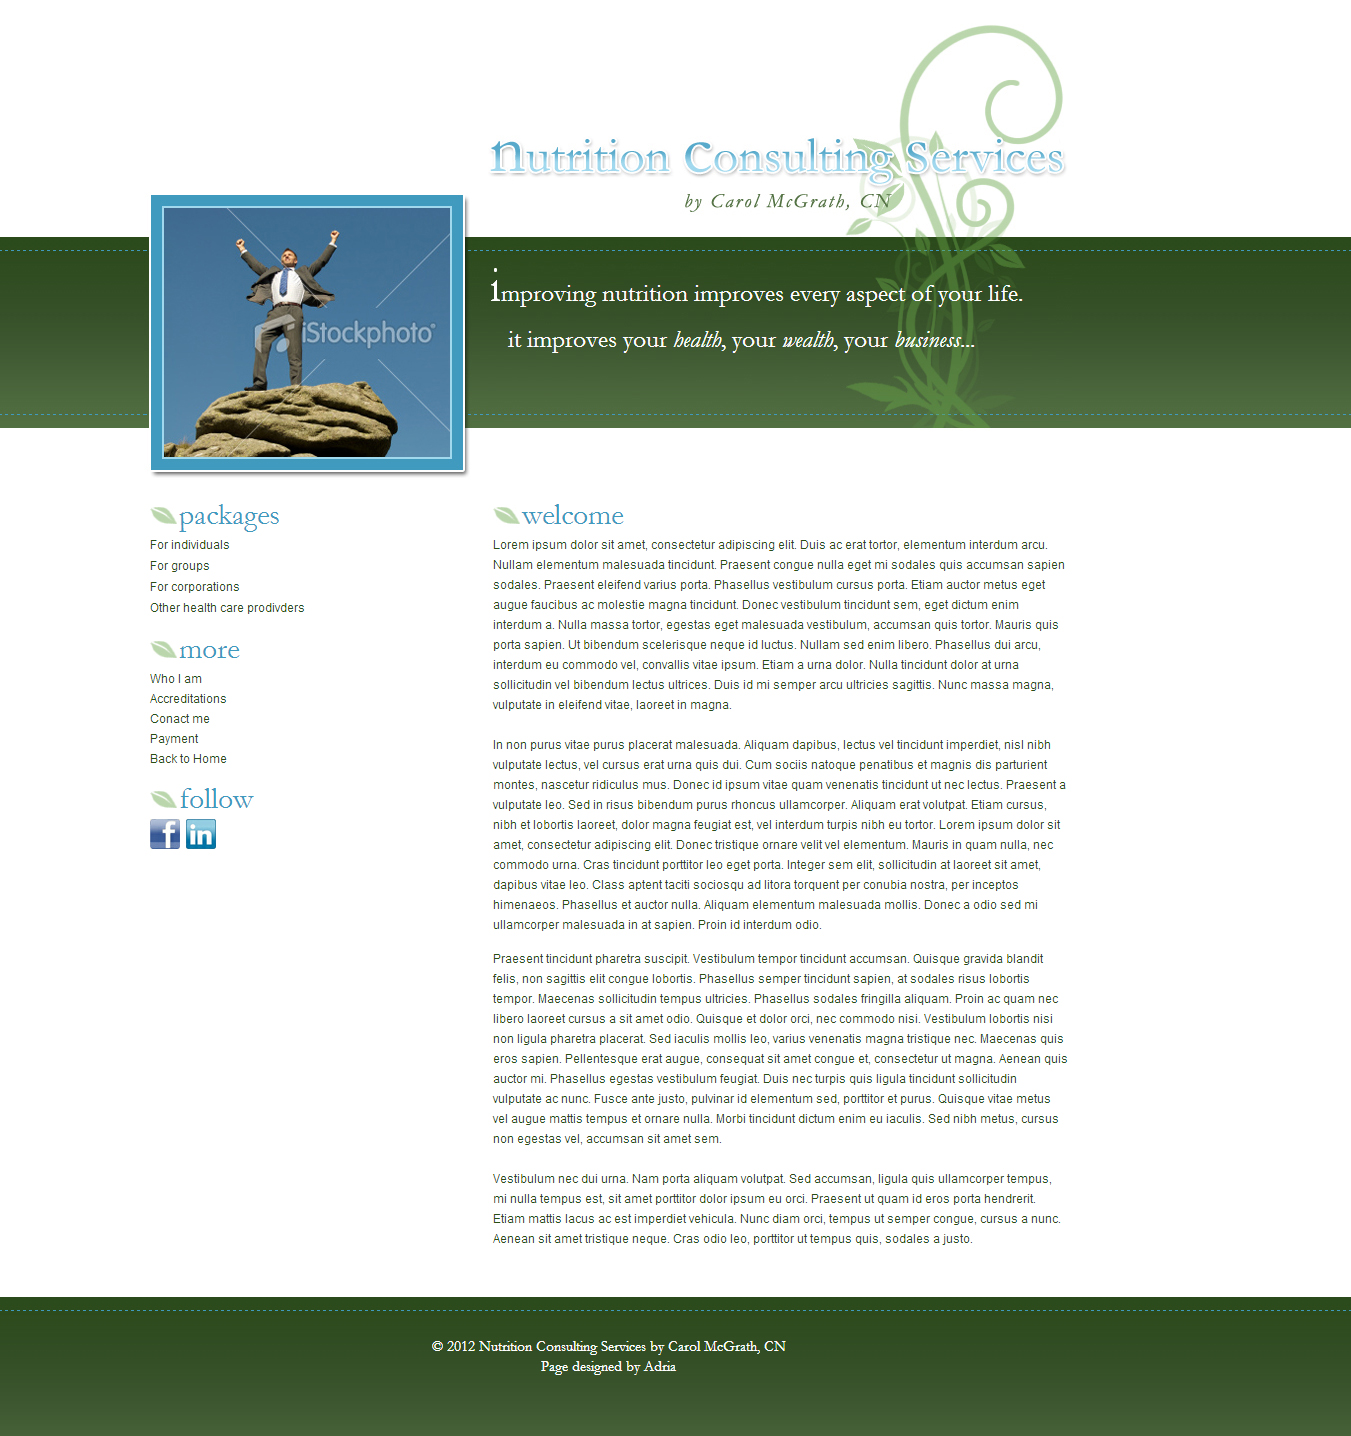 Nutrition Consulting Services
by Carol McGrath, CN
improving nutrition improves every aspect of your life.
it improves your health, your wealth, your business...
iStockphoto
packages
For individuals
For groups
For corporations
Other health care prodivders
more
Who I am
Accreditations
Conact me
Payment
Back to Home
follow
f in
welcome
Lorem ipsum dolor sit amet, consectetur adipiscing elit. Duis ac erat tortor, elementum interdum arcu.
Nullam elementum malesuada tincidunt. Praesent congue nulla eget mi sodales quis accumsan sapien
sodales. Praesent eleifend varius porta. Phasellus vestibulum cursus porta. Etiam auctor metus eget
augue faucibus ac molestie magna tincidunt. Donec vestibulum tincidunt sem, eget dictum enim
interdum a. Nulla massa tortor, egestas eget malesuada vestibulum, accumsan quis tortor. Mauris quis
porta sapien. Ut bibendum scelerisque neque id luctus. Nullam sed enim libero. Phasellus dui arcu,
interdum eu commodo vel, convallis vitae ipsum. Etiam a urna dolor. Nulla tincidunt dolor at urna
sollicitudin vel bibendum lectus ultrices. Duis id mi semper arcu ultricies sagittis. Nunc massa magna,
vulputate in eleifend vitae, laoreet in magna.
In non purus vitae purus placerat malesuada. Aliquam dapibus, lectus vel tincidunt imperdiet, nisl nibh
vulputate lectus, vel cursus erat urna quis dui. Cum sociis natoque penatibus et magnis dis parturient
montes, nascetur ridiculus mus. Donec id ipsum vitae quam venenatis tincidunt ut nec lectus. Praesent a
vulputate leo. Sed in risus bibendum purus rhoncus ullamcorper. Aliquam erat volutpat. Etiam cursus,
nibh et lobortis laoreet, dolor magna feugiat est, vel interdum turpis nibh eu tortor. Lorem ipsum dolor sit
amet, consectetur adipiscing elit. Donec tristique ornare velit vel elementum. Mauris in quam nulla, nec
commodo urna. Cras tincidunt porttitor leo eget porta. Integer sem elit, sollicitudin at laoreet sit amet,
dapibus vitae leo. Class aptent taciti sociosqu ad litora torquent per conubia nostra, per inceptos
himenaeos. Phasellus et auctor nulla. Aliquam elementum malesuada mollis. Donec a odio sed mi
ullamcorper malesuada in at sapien. Proin id interdum odio.
Praesent tincidunt pharetra suscipit. Vestibulum tempor tincidunt accumsan. Quisque gravida blandit
felis, non sagittis elit congue lobortis. Phasellus semper tincidunt sapien, at sodales risus lobortis
tempor. Maecenas sollicitudin tempus ultricies. Phasellus sodales fringilla aliquam. Proin ac quam nec
libero laoreet cursus a sit amet odio. Quisque et dolor orci, nec commodo nisi. Vestibulum lobortis nisi
non ligula pharetra placerat. Sed iaculis mollis leo, varius venenatis magna tristique nec. Maecenas quis
eros sapien. Pellentesque erat augue, consequat sit amet congue et, consectetur ut magna. Aenean quis
auctor mi. Phasellus egestas vestibulum feugiat. Duis nec turpis quis ligula tincidunt sollicitudin
vulputate ac nunc. Fusce ante justo, pulvinar id elementum sed, porttitor et purus. Quisque vitae metus
vel augue mattis tempus et ornare nulla. Morbi tincidunt dictum enim eu iaculis. Sed nibh metus, cursus
non egestas vel, accumsan sit amet sem.
Vestibulum nec dui urna. Nam porta aliquam volutpat. Sed accumsan, ligula quis ullamcorper tempus,
mi nulla tempus est, sit amet porttitor dolor ipsum eu orci. Praesent ut quam id eros porta hendrerit.
Etiam mattis lacus ac est imperdiet vehicula. Nunc diam orci, tempus ut semper congue, cursus a nunc.
Aenean sit amet tristique neque. Cras odio leo, porttitor ut tempus quis, sodales a justo.
© 2012 Nutrition Consulting Services by Carol McGrath, CN
Page designed by Adria